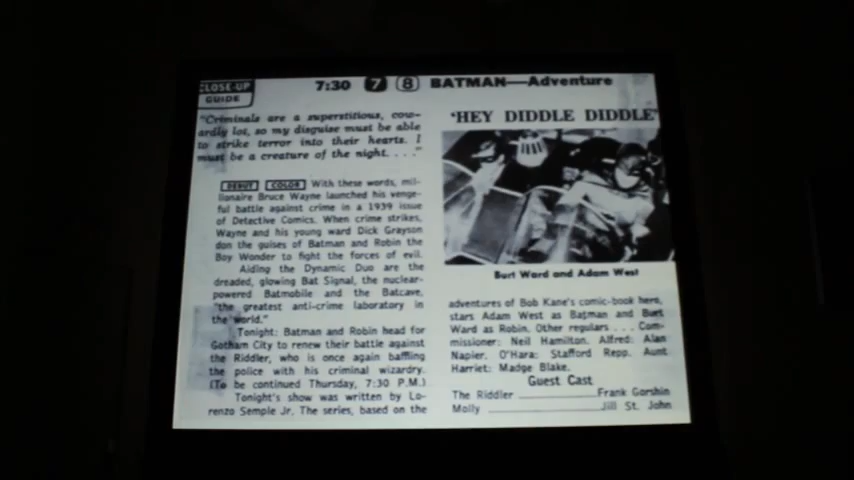 CLOSE-UP
GUIDE
7:30 7 8 BATMAN—Adventure
"Criminals are a superstitious, cow-
ardly lot, so my disguise must be able
to strike terror into their hearts. I
must be a creature of the night. . . ."
DEBUT COLOR With these words, mil-
lionaire Bruce Wayne launched his venge-
ful battle against crime in a 1939 issue
of Detective Comics. When crime strikes,
Wayne and his young ward Dick Grayson
don the guises of Batman and Robin the
Boy Wonder to fight the forces of evil.
Aiding the Dynamic Duo are the
dreaded, glowing Bat Signal, the nuclear-
powered Batmobile and the Batcave,
"the greatest anti-crime laboratory in
the world."
Tonight: Batman and Robin head for
Gotham City to renew their battle against
the Riddler, who is once again baffling
the police with his criminal wizardry.
(To be continued Thursday, 7:30 P.M.)
Tonight's show was written by Lo-
renzo Semple Jr. The series, based on the
'HEY DIDDLE DIDDLE'
Burt Ward and Adam West
adventures of Bob Kane's comic-book hero,
stars Adam West as Batman and Burt
Ward as Robin. Other regulars . . . Com-
missioner: Neil Hamilton. Alfred: Alan
Napier. O'Hara: Stafford Repp. Aunt
Harriet: Madge Blake.
Guest Cast
The Riddler Frank Gorshin
Molly Jill St. John